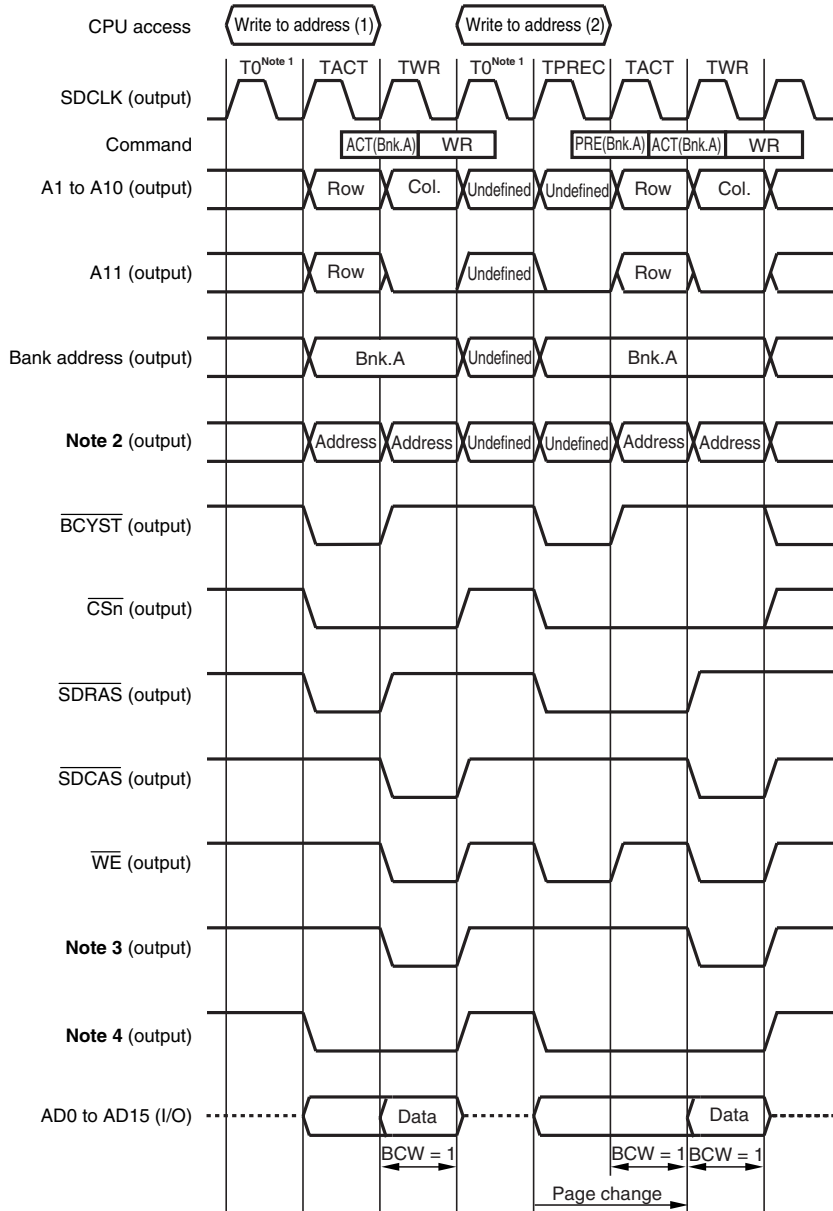 CPU access Write to address (1) Write to address (2)
T0Note 1 TACT TWR T0Note 1 TPREC TACT TWR
SDCLK (output)
Command ACT(Bnk.A) WR PRE(Bnk.A) ACT(Bnk.A) WR
A1 to A10 (output) Row Col. Undefined Undefined Row Col.
A11 (output) Row Undefined Row
Bank address (output) Bnk.A Undefined Bnk.A
Note 2 (output) Address Address Undefined Undefined Address Address
BCYST (output)
CSn (output)
SDRAS (output)
SDCAS (output)
WE (output)
Note 3 (output)
Note 4 (output)
AD0 to AD15 (I/O) Data Data
BCW = 1 BCW = 1 BCW = 1
Page change